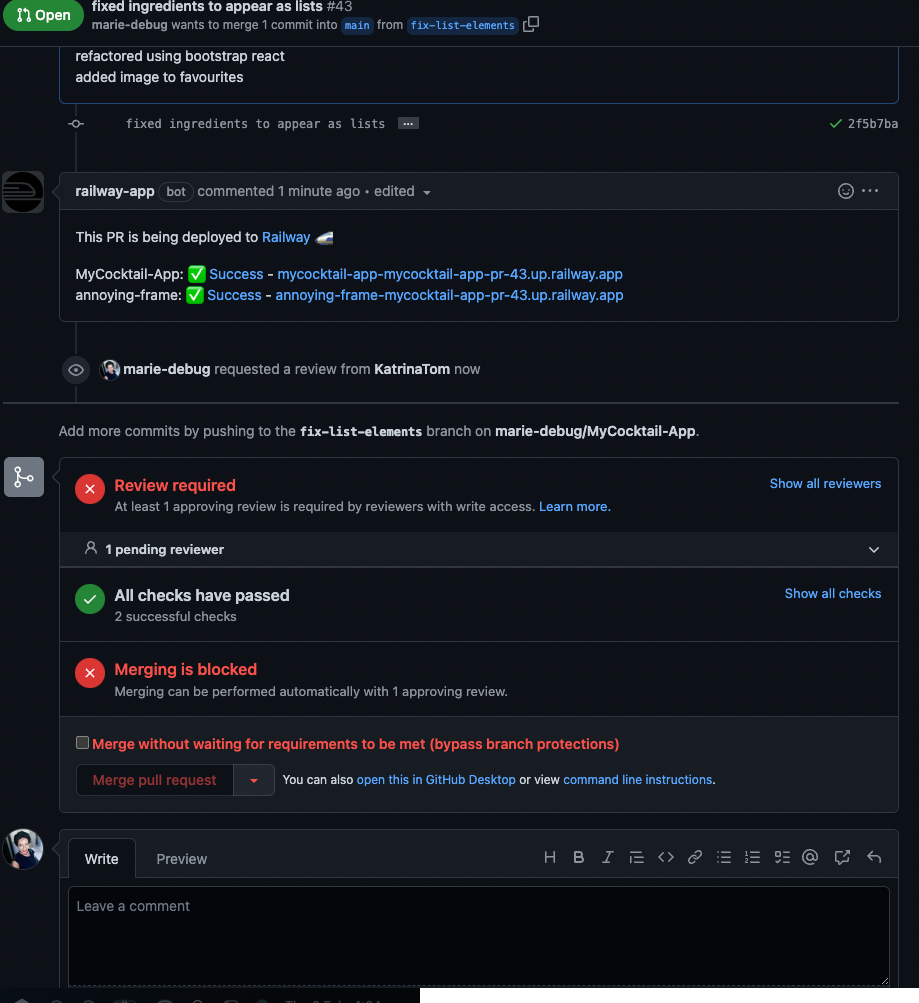 Open
fixed ingredients to appear as lists #43
marie-debug wants to merge 1 commit into main from fix-list-elements
refactored using bootstrap react
added image to favourites
fixed ingredients to appear as lists ... 2f5b7ba
railway-app bot commented 1 minute ago • edited
This PR is being deployed to Railway 🚄
MyCocktail-App: ✅ Success - mycocktail-app-mycocktail-app-pr-43.up.railway.app
annoying-frame: ✅ Success - annoying-frame-mycocktail-app-pr-43.up.railway.app
marie-debug requested a review from KatrinaTom now
Add more commits by pushing to the fix-list-elements branch on marie-debug/MyCocktail-App.
Review required
Show all reviewers
At least 1 approving review is required by reviewers with write access. Learn more.
1 pending reviewer
All checks have passed
Show all checks
2 successful checks
Merging is blocked
Merging can be performed automatically with 1 approving review.
Merge without waiting for requirements to be met (bypass branch protections)
Merge pull request
You can also open this in GitHub Desktop or view command line instructions.
Write Preview
Leave a comment